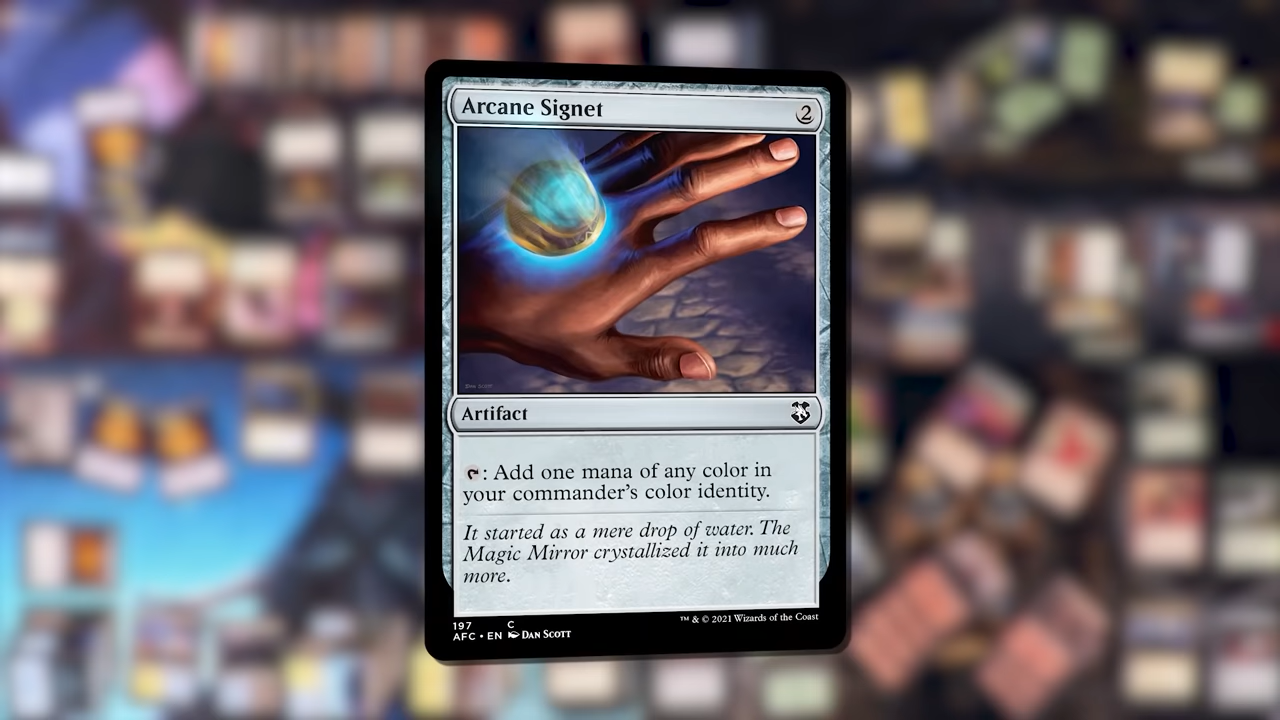 Arcane Signet 2
DAN SCOTT
Artifact
: Add one mana of any color in
your commander's color identity.
It started as a mere drop of water. The
Magic Mirror crystallized it into much
more.
197 C
AFC • EN DAN SCOTT
™ & © 2021 Wizards of the Coast